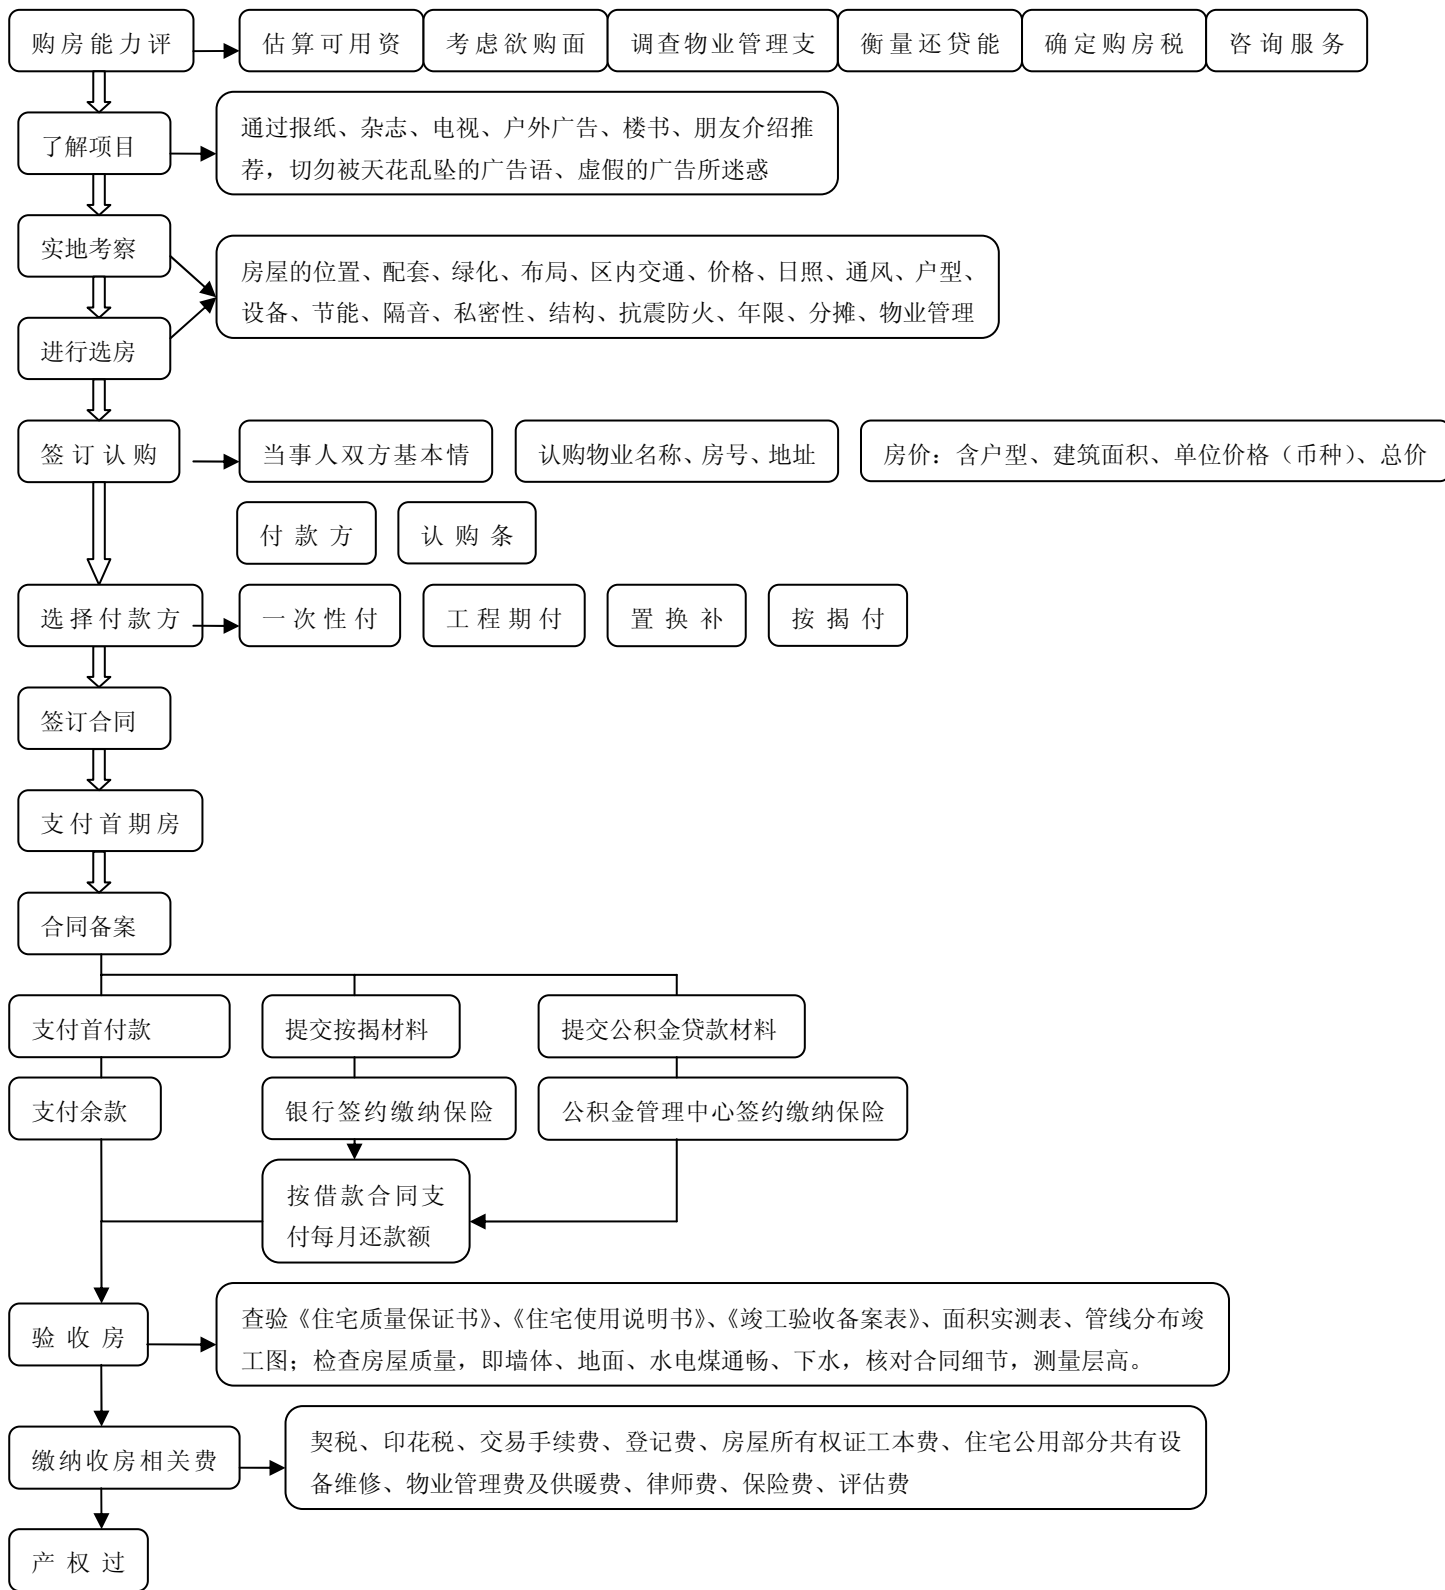 购房能力评
估算可用资
考虑欲购面
调查物业管理支
衡量还贷能
确定购房税
咨询服务
了解项目
通过报纸、杂志、电视、户外广告、楼书、朋友介绍推
荐，切勿被天花乱坠的广告语、虚假的广告所迷惑
实地考察
房屋的位置、配套、绿化、布局、区内交通、价格、日照、通风、户型、
设备、节能、隔音、私密性、结构、抗震防火、年限、分摊、物业管理
进行选房
签订认购
当事人双方基本情
认购物业名称、房号、地址
房价：含户型、建筑面积、单位价格（币种）、总价
付款方
认购条
选择付款方
一次性付
工程期付
置换补
按揭付
签订合同
支付首期房
合同备案
支付首付款
提交按揭材料
提交公积金贷款材料
支付余款
银行签约缴纳保险
公积金管理中心签约缴纳保险
按借款合同支
付每月还款额
验收房
查验《住宅质量保证书》、《住宅使用说明书》、《竣工验收备案表》、面积实测表、管线分布竣
工图；检查房屋质量，即墙体、地面、水电煤通畅、下水，核对合同细节，测量层高。
缴纳收房相关费
契税、印花税、交易手续费、登记费、房屋所有权证工本费、住宅公用部分共有设
备维修、物业管理费及供暖费、律师费、保险费、评估费
产权过